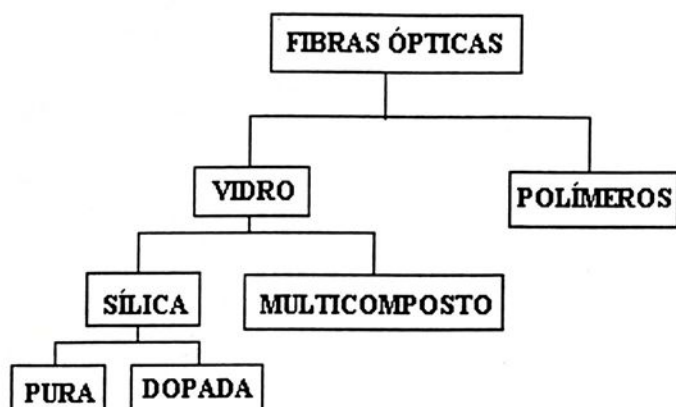 FIBRAS ÓPTICAS
VIDRO
POLÍMEROS
SÍLICA
MULTICOMPOSTO
PURA
DOPADA